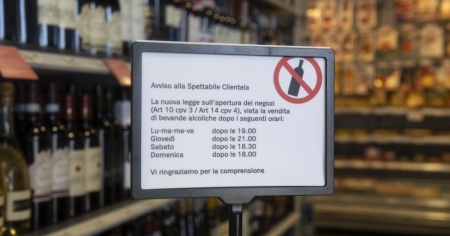 Avviso alla Spettabile Clientela
La nuova legge sull'apertura dei negozi
(Art 10 cpv 3 / Art 14 cpv 4), vieta la vendita
di bevande alcoliche dopo i seguenti orari:
Lu-ma-me-ve dopo le 19.00
Giovedì dopo le 21.00
Sabato dopo le 18.30
Domenica dopo le 18.00
Vi ringraziamo per la comprensione